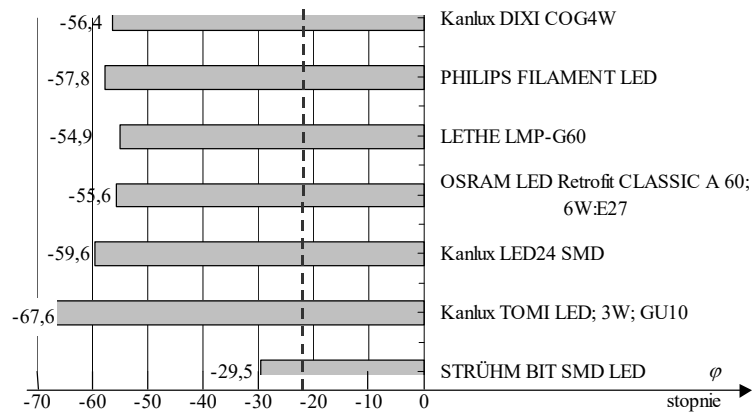 -56,4 Kanlux DIXI COG4W
-57,8 PHILIPS FILAMENT LED
-54,9 LETHE LMP-G60
-55,6 OSRAM LED Retrofit CLASSIC A 60;
6W:E27
-59,6 Kanlux LED24 SMD
-67,6 Kanlux TOMI LED; 3W; GU10
-29,5 STRÜHM BIT SMD LED φ
-70 -60 -50 -40 -30 -20 -10 0 stopnie